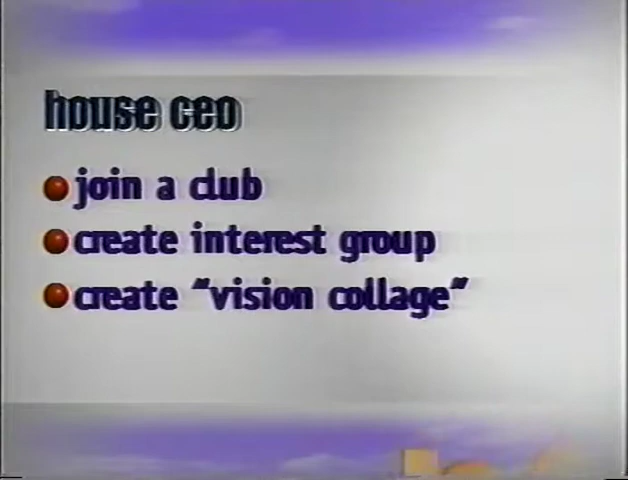 house ceo
join a club
create interest group
create "vision collage"